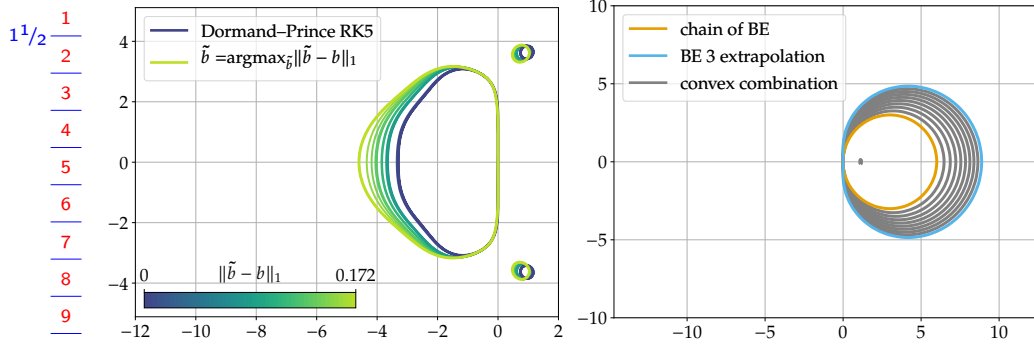 1
1½
2
3
4
5
6
7
8
9
4
2
0
−2
−4
−12 −10 −8 −6 −4 −2 0 2
Dormand–Prince RK5
b̃ =argmax_b̃ ‖b̃ − b‖₁
0 ‖b̃ − b‖₁ 0.172
10
5
0
−5
−10
−10 −5 0 5 10
chain of BE
BE 3 extrapolation
convex combination